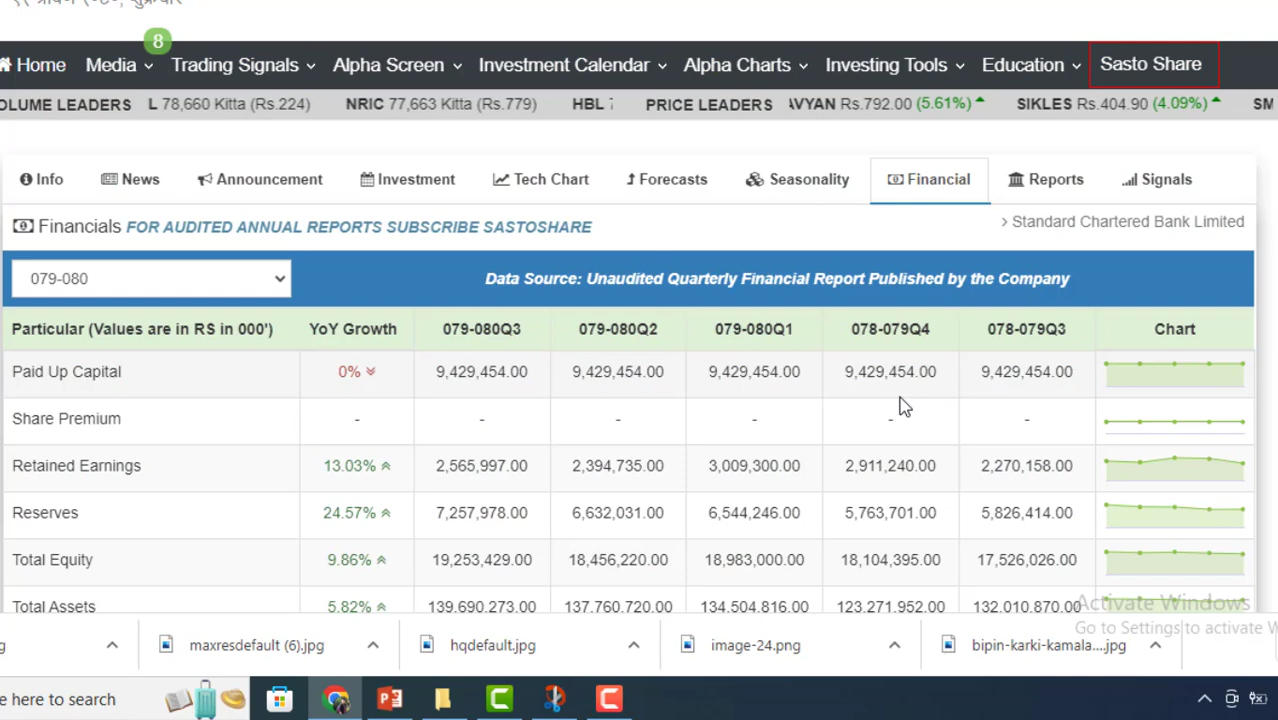 8
Home Media Trading Signals Alpha Screen Investment Calendar Alpha Charts Investing Tools Education Sasto Share
OLUME LEADERS L 78,660 Kitta (Rs.224) NRIC 77,663 Kitta (Rs.779) HBL PRICE LEADERS AVYAN Rs.792.00 (5.61%) SIKLES Rs.404.90 (4.09%) SM
Info News Announcement Investment Tech Chart Forecasts Seasonality Financial Reports Signals
Financials FOR AUDITED ANNUAL REPORTS SUBSCRIBE SASTOSHARE > Standard Chartered Bank Limited
079-080 Data Source: Unaudited Quarterly Financial Report Published by the Company
Particular (Values are in R$ in 000') YoY Growth 079-080Q3 079-080Q2 079-080Q1 078-079Q4 078-079Q3 Chart
Paid Up Capital 0% 9,429,454.00 9,429,454.00 9,429,454.00 9,429,454.00 9,429,454.00
Share Premium - - - - - -
Retained Earnings 13.03% 2,565,997.00 2,394,735.00 3,009,300.00 2,911,240.00 2,270,158.00
Reserves 24.57% 7,257,978.00 6,632,031.00 6,544,246.00 5,763,701.00 5,826,414.00
Total Equity 9.86% 19,253,429.00 18,456,220.00 18,983,000.00 18,104,395.00 17,526,026.00
Total Assets 5.82% 139,690,273.00 137,760,720.00 134,504,816.00 123,271,952.00 132,010,870.00
Activate Windows
Go to Settings to activate W
g maxresdefault (6).jpg hqdefault.jpg image-24.png bipin-karki-kamala....jpg
e here to search